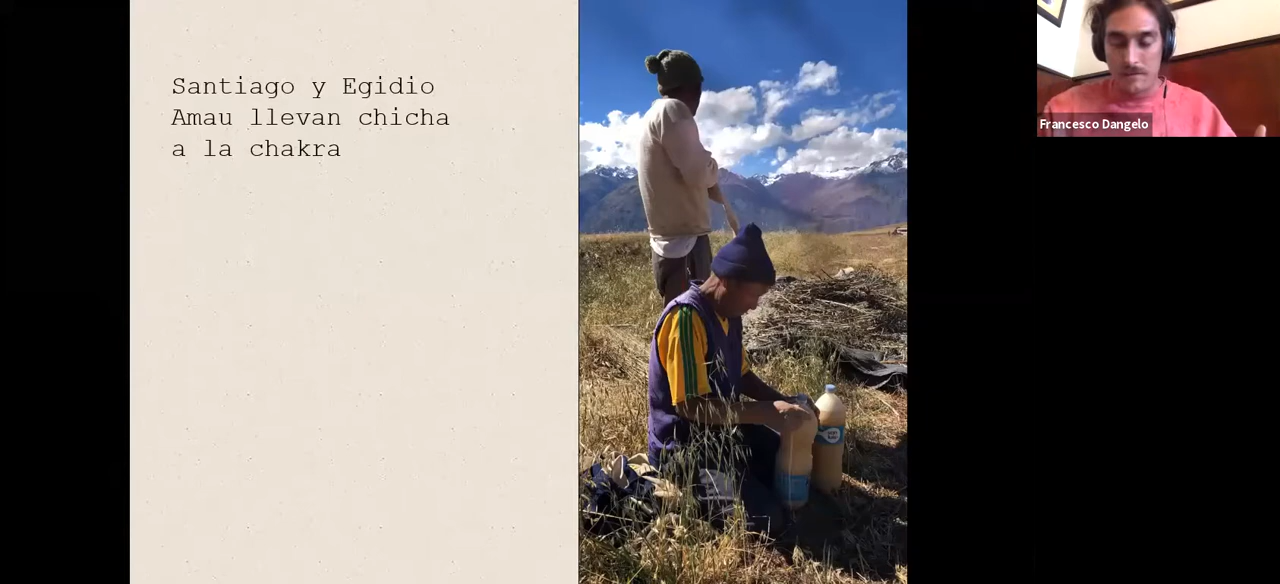 Santiago y Egidio
Amau llevan chicha
a la chakra
Francesco Dangelo